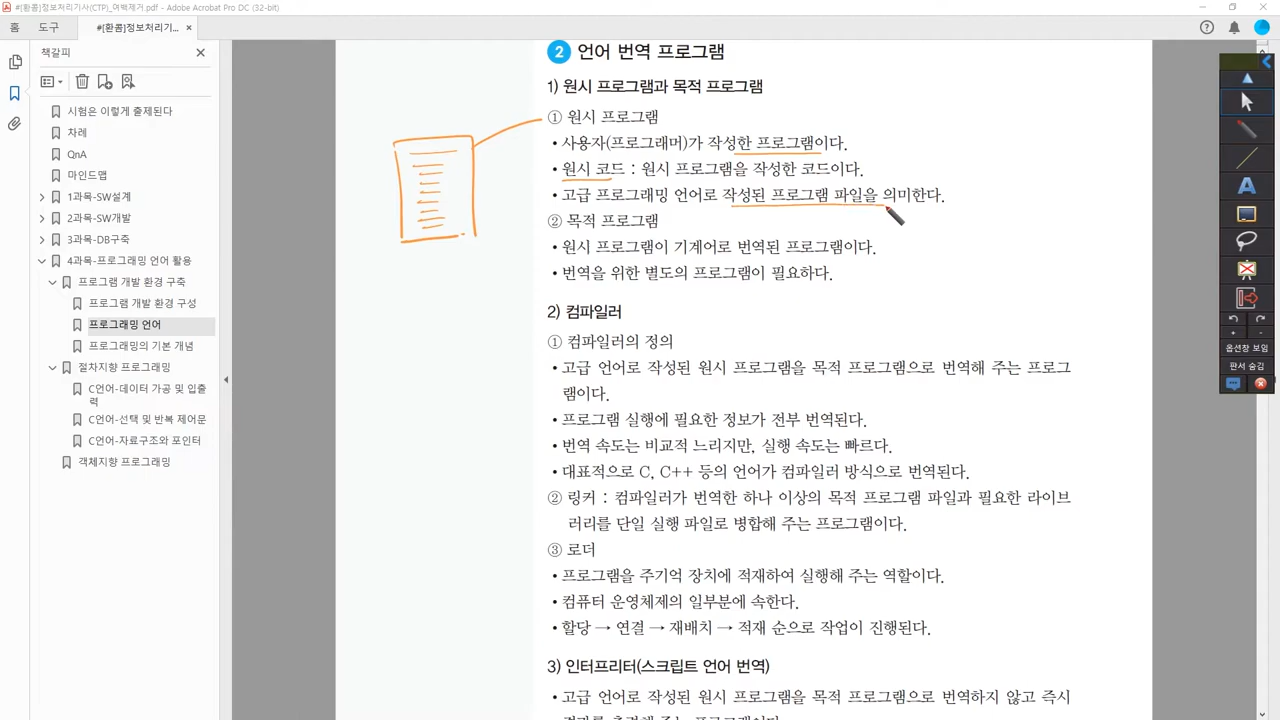 #[환콤]정보처리기사(CTP)_여백제거.pdf - Adobe Acrobat Pro DC (32-bit)
홈 도구 #[환콤]정보처리기... ×
책갈피
시험은 이렇게 출제된다
차례
QnA
마인드맵
1과목-SW설계
2과목-SW개발
3과목-DB구축
4과목-프로그래밍 언어 활용
프로그램 개발 환경 구축
프로그램 개발 환경 구성
프로그래밍 언어
프로그래밍의 기본 개념
절차지향 프로그래밍
C언어-데이터 가공 및 입출
력
C언어-선택 및 반복 제어문
C언어-자료구조와 포인터
객체지향 프로그래밍
2 언어 번역 프로그램
1) 원시 프로그램과 목적 프로그램
① 원시 프로그램
• 사용자(프로그래머)가 작성한 프로그램이다.
• 원시 코드 : 원시 프로그램을 작성한 코드이다.
• 고급 프로그래밍 언어로 작성된 프로그램 파일을 의미한다.
② 목적 프로그램
• 원시 프로그램이 기계어로 번역된 프로그램이다.
• 번역을 위한 별도의 프로그램이 필요하다.
2) 컴파일러
① 컴파일러의 정의
• 고급 언어로 작성된 원시 프로그램을 목적 프로그램으로 번역해 주는 프로그
램이다.
• 프로그램 실행에 필요한 정보가 전부 번역된다.
• 번역 속도는 비교적 느리지만, 실행 속도는 빠르다.
• 대표적으로 C, C++ 등의 언어가 컴파일러 방식으로 번역된다.
② 링커 : 컴파일러가 번역한 하나 이상의 목적 프로그램 파일과 필요한 라이브
러리를 단일 실행 파일로 병합해 주는 프로그램이다.
③ 로더
• 프로그램을 주기억 장치에 적재하여 실행해 주는 역할이다.
• 컴퓨터 운영체제의 일부분에 속한다.
• 할당 → 연결 → 재배치 → 적재 순으로 작업이 진행된다.
3) 인터프리터(스크립트 언어 번역)
• 고급 언어로 작성된 원시 프로그램을 목적 프로그램으로 번역하지 않고 즉시
옵션창 보임
판서 숨김